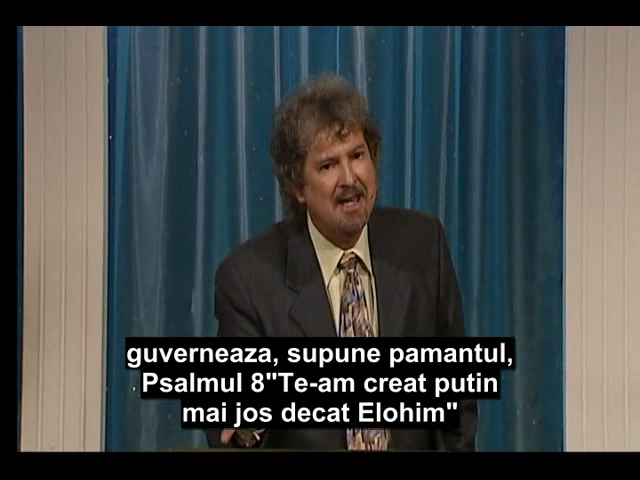 guverneaza, supune pamantul,
Psalmul 8"Te-am creat putin
mai jos decat Elohim"